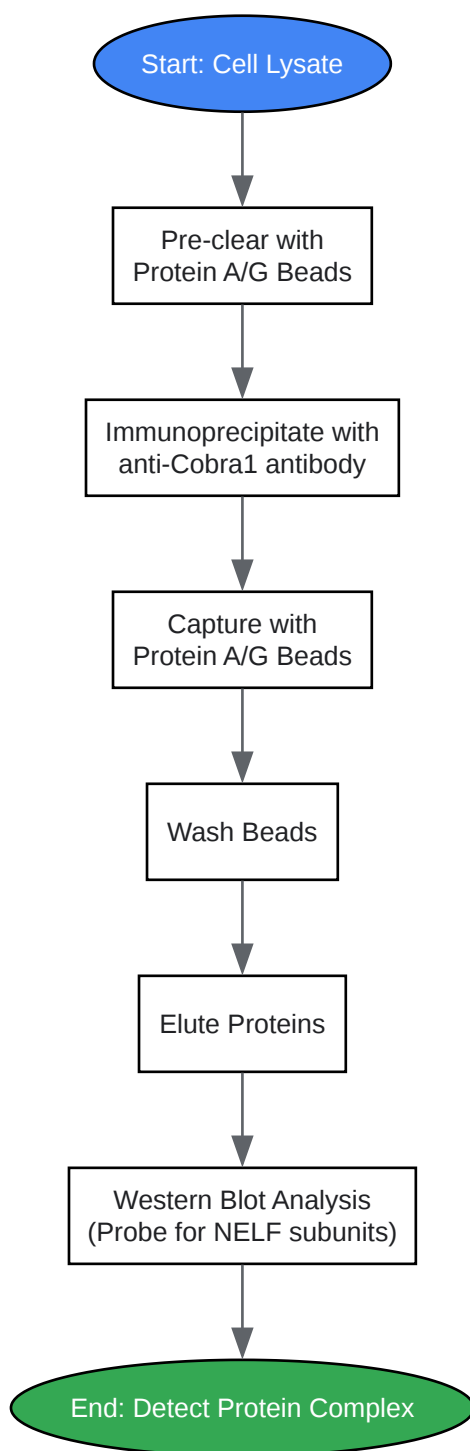 Start: Cell Lysate
Pre-clear with
Protein A/G Beads
Immunoprecipitate with
anti-Cobra1 antibody
Capture with
Protein A/G Beads
Wash Beads
Elute Proteins
Western Blot Analysis
(Probe for NELF subunits)
End: Detect Protein Complex